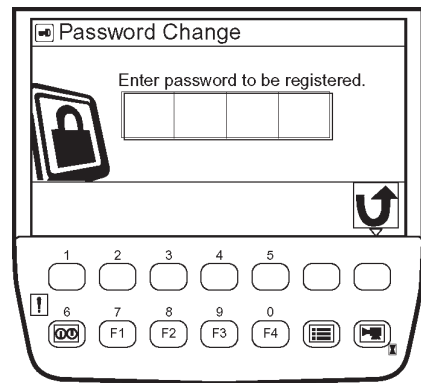 Password Change
Enter password to be registered.
1 2 3 4 5
! 6 7 8 9 0
F1 F2 F3 F4